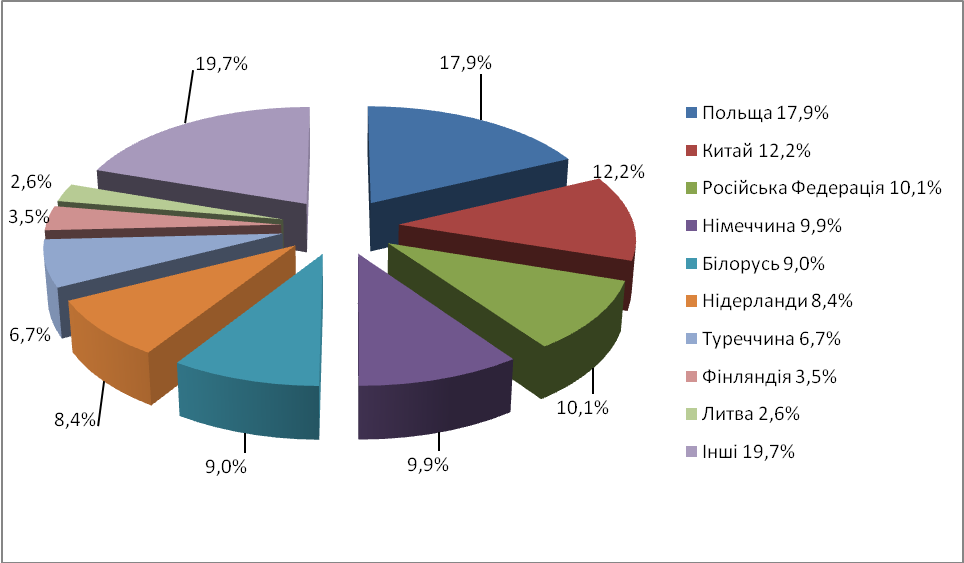 19,7%
17,9%
2,6%
12,2%
3,5%
6,7%
8,4%
9,0%
9,9%
10,1%
Польща 17,9%
Китай 12,2%
Російська Федерація 10,1%
Німеччина 9,9%
Білорусь 9,0%
Нідерланди 8,4%
Туреччина 6,7%
Фінляндія 3,5%
Литва 2,6%
Інші 19,7%